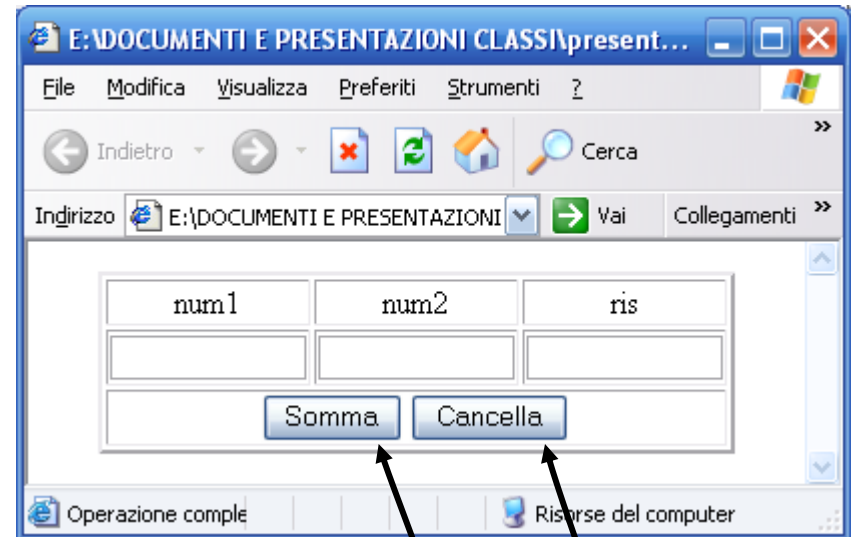 E:\DOCUMENTI E PRESENTAZIONI CLASSI\present...
File Modifica Visualizza Preferiti Strumenti ?
Indietro Cerca »
Indirizzo E:\DOCUMENTI E PRESENTAZIONI Vai Collegamenti »
num1 num2 ris
Somma Cancella
Operazione comple Risorse del computer